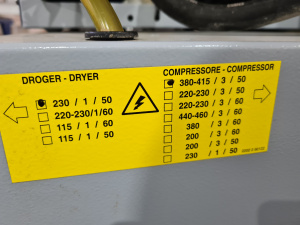 DROGER - DRYER
230 / 1 / 50
220-230/1/60
115 / 1 / 60
115 / 1 / 50
COMPRESSORE - COMPRESSOR
380-415 / 3 / 50
220-230 / 3 / 50
220-230 / 3 / 60
440-460 / 3 / 60
380 / 3 / 60
200 / 3 / 60
200 / 3 / 50
230 / 1 / 50